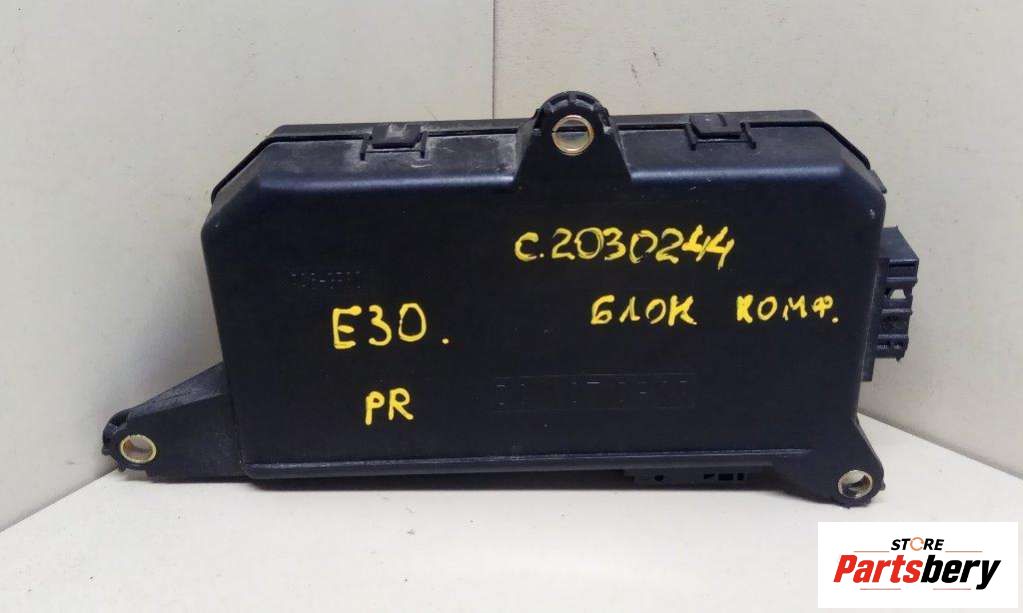 C.2030244
E30.
БЛОК КОМФ.
PR
STORE
Partsbery